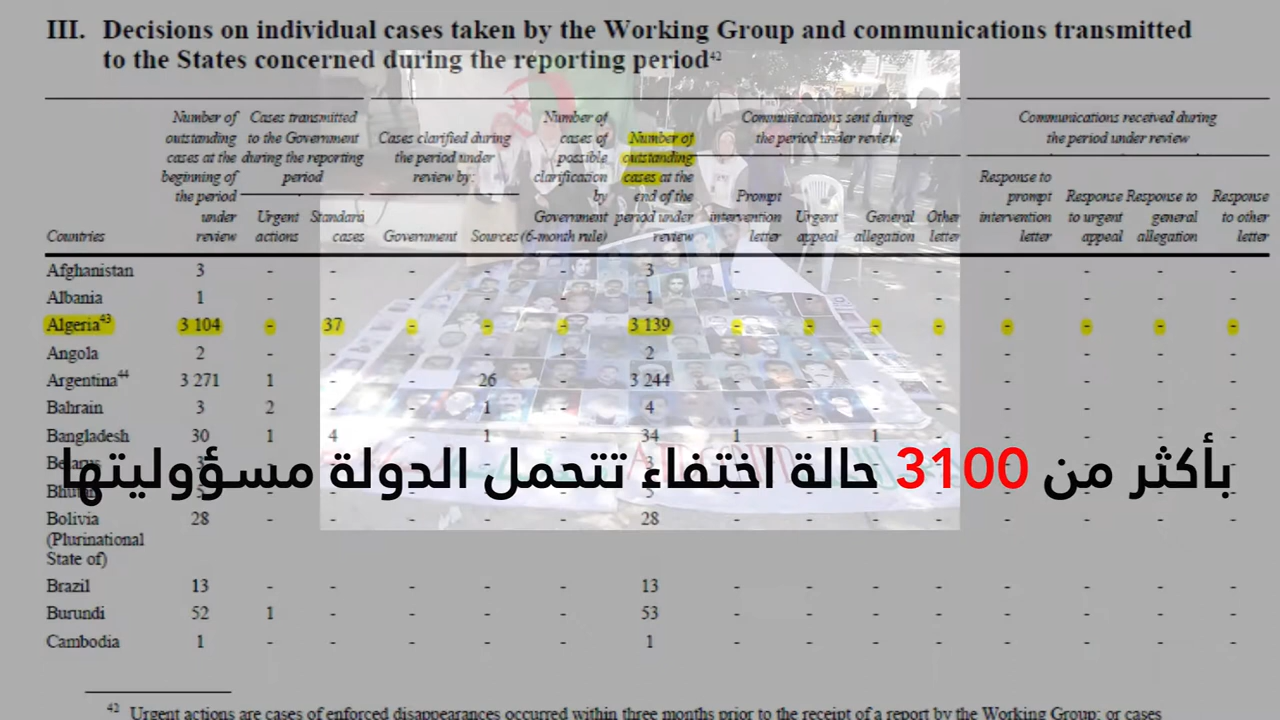 III. Decisions on individual cases taken by the Working Group and communications transmitted
to the States concerned during the reporting period42
Countries
Number of outstanding cases at the beginning of the period under review
Cases transmitted to the Government during the reporting period
Urgent actions
Standard cases
Cases clarified during the period under review by:
Government
Sources
Number of cases of possible clarification by Government (6-month rule)
Number of outstanding cases at the end of the period under review
Communications sent during the period under review
Prompt intervention letter
Urgent appeal
General allegation
Other letter
Communications received during the period under review
Response to prompt intervention letter
Response to urgent appeal
Response to general allegation
Response to other letter
Afghanistan 3 - - - - - 3 - - - - - - - -
Albania 1 - - - - - 1 - - - - - - - -
Algeria43 3 104 - 37 - - - 3 139 - - - - - - - -
Angola 2 - - - - - 2 - - - - - - - -
Argentina44 3 271 1 - - 26 - 3 244 - - - - - - - -
Bahrain 3 2 - - 1 - 4 - - - - - - - -
Bangladesh 30 1 4 - 1 - 34 1 - 1 - - - - -
Belarus 3
بأكثر من 3100 حالة اختفاء تتحمل الدولة مسؤوليتها
Bhutan 5 - - - - - 5 - - - - - - - -
Bolivia 28 - - - - - 28 - - - - - - - -
(Plurinational
State of)
Brazil 13 - - - - - 13 - - - - - - - -
Burundi 52 1 - - - - 53 - - - - - - - -
Cambodia 1 - - - - - 1 - - - - - - - -
42 Urgent actions are cases of enforced disappearances occurred within three months prior to the receipt of a report by the Working Group; or cases